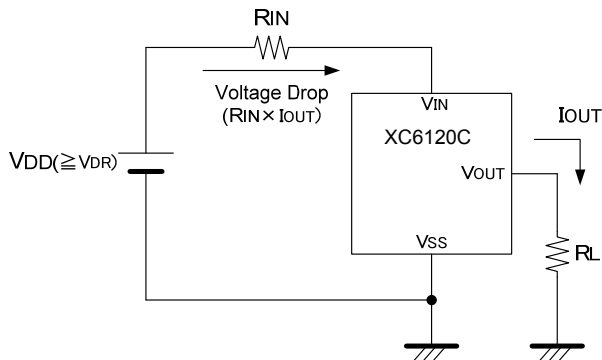 RIN
Voltage Drop
(RIN×IOUT)
VIN
XC6120C
IOUT
VDD(≧VDR)
VOUT
VSS
RL